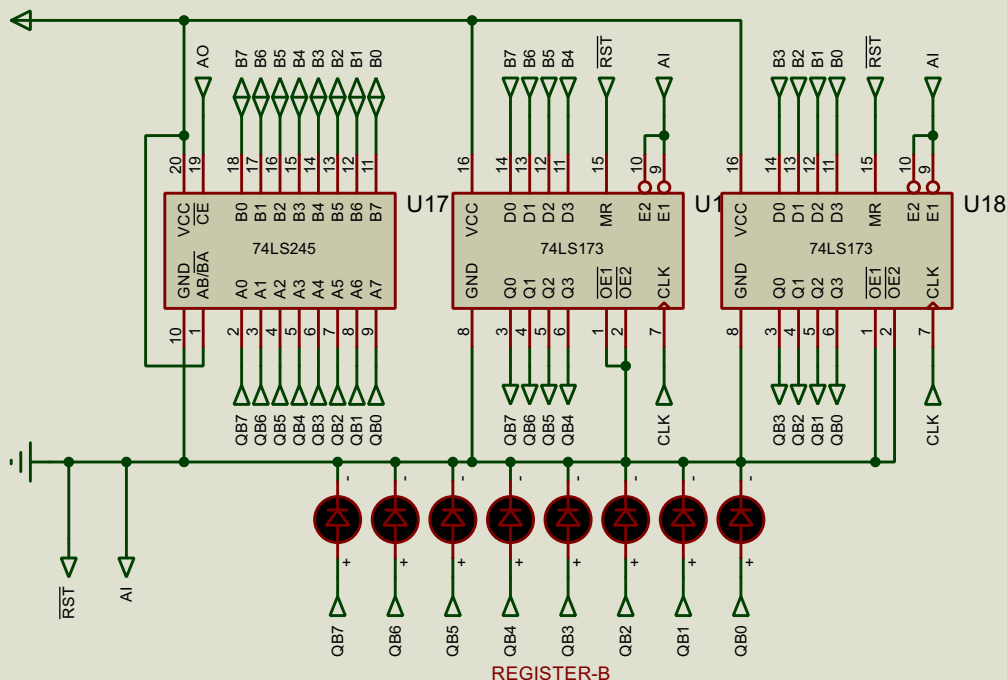 AO B7 B6 B5 B4 B3 B2 B1 B0 B7 B6 B5 B4 RST AI B3 B2 B1 B0 RST AI
20 19 18 17 16 15 14 13 12 11 16 14 13 12 11 15 10 9 16 14 13 12 11 15 10 9
U17 U1 U18
VCC CE B0 B1 B2 B3 B4 B5 B6 B7 VCC D0 D1 D2 D3 MR E2 E1 VCC D0 D1 D2 D3 MR E2 E1
74LS245 74LS173 74LS173
GND AB/BA A0 A1 A2 A3 A4 A5 A6 A7 GND Q0 Q1 Q2 Q3 OE1 OE2 CLK GND Q0 Q1 Q2 Q3 OE1 OE2 CLK
10 1 2 3 4 5 6 7 8 9 8 3 4 5 6 1 2 7 8 3 4 5 6 1 2 7
QB7 QB6 QB5 QB4 QB3 QB2 QB1 QB0 QB7 QB6 QB5 QB4 CLK QB3 QB2 QB1 QB0 CLK
- - - - - - - -
+ + + + + + + +
RST AI
QB7 QB6 QB5 QB4 QB3 QB2 QB1 QB0
REGISTER-B